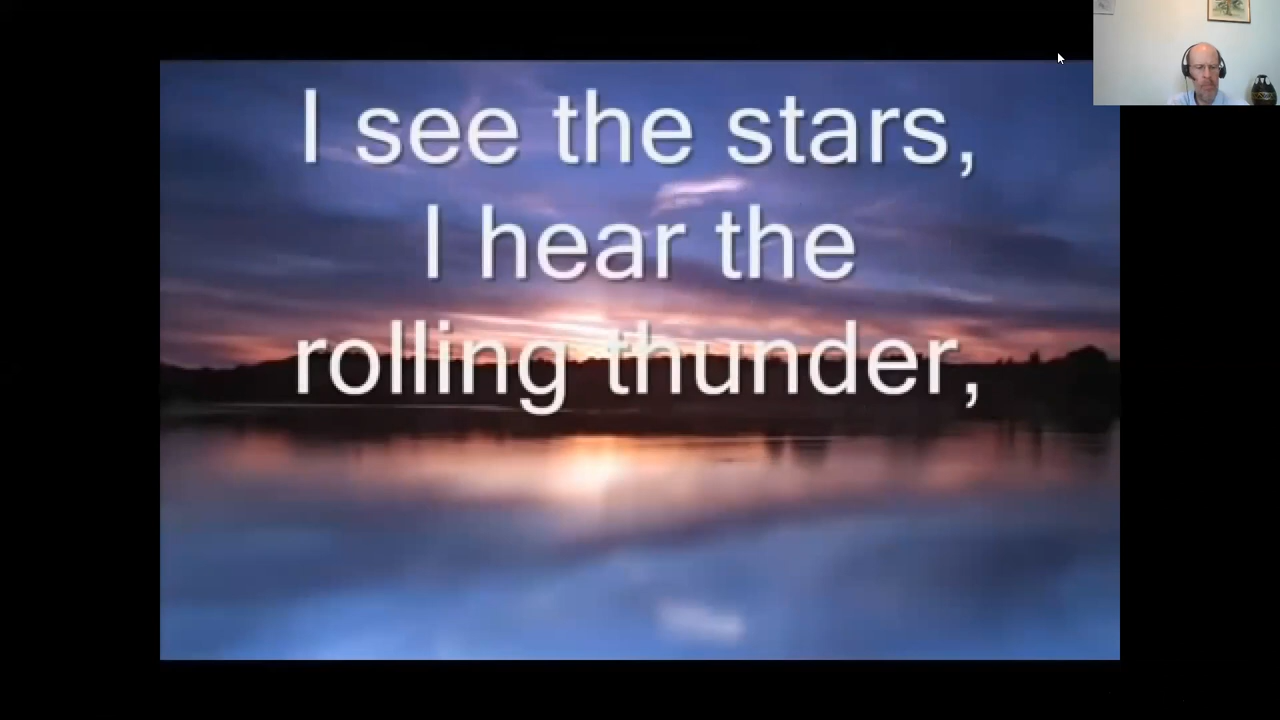 I see the stars,
I hear the
rolling thunder,